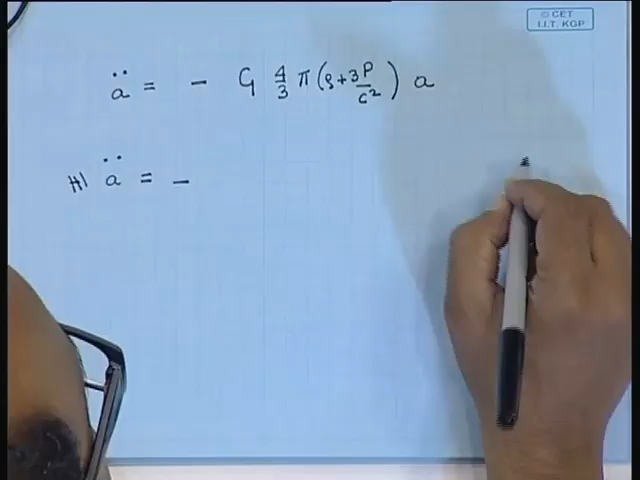 © CET
I.I.T. KGP
ä = - G 4/3 π (ρ + 3P/c²) a
ä = -